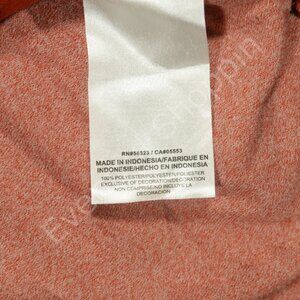 RN#56323 / CA#05553
MADE IN INDONESIA/FABRIQUE EN
INDONESIE/HECHO EN INDONESIA
100% POLYESTER/POLYESTER/POLIESTER
EXCLUSIVE OF DECORATION/DECORATION
NON COMPRISE/NO INCLUYE LA
DECORACION